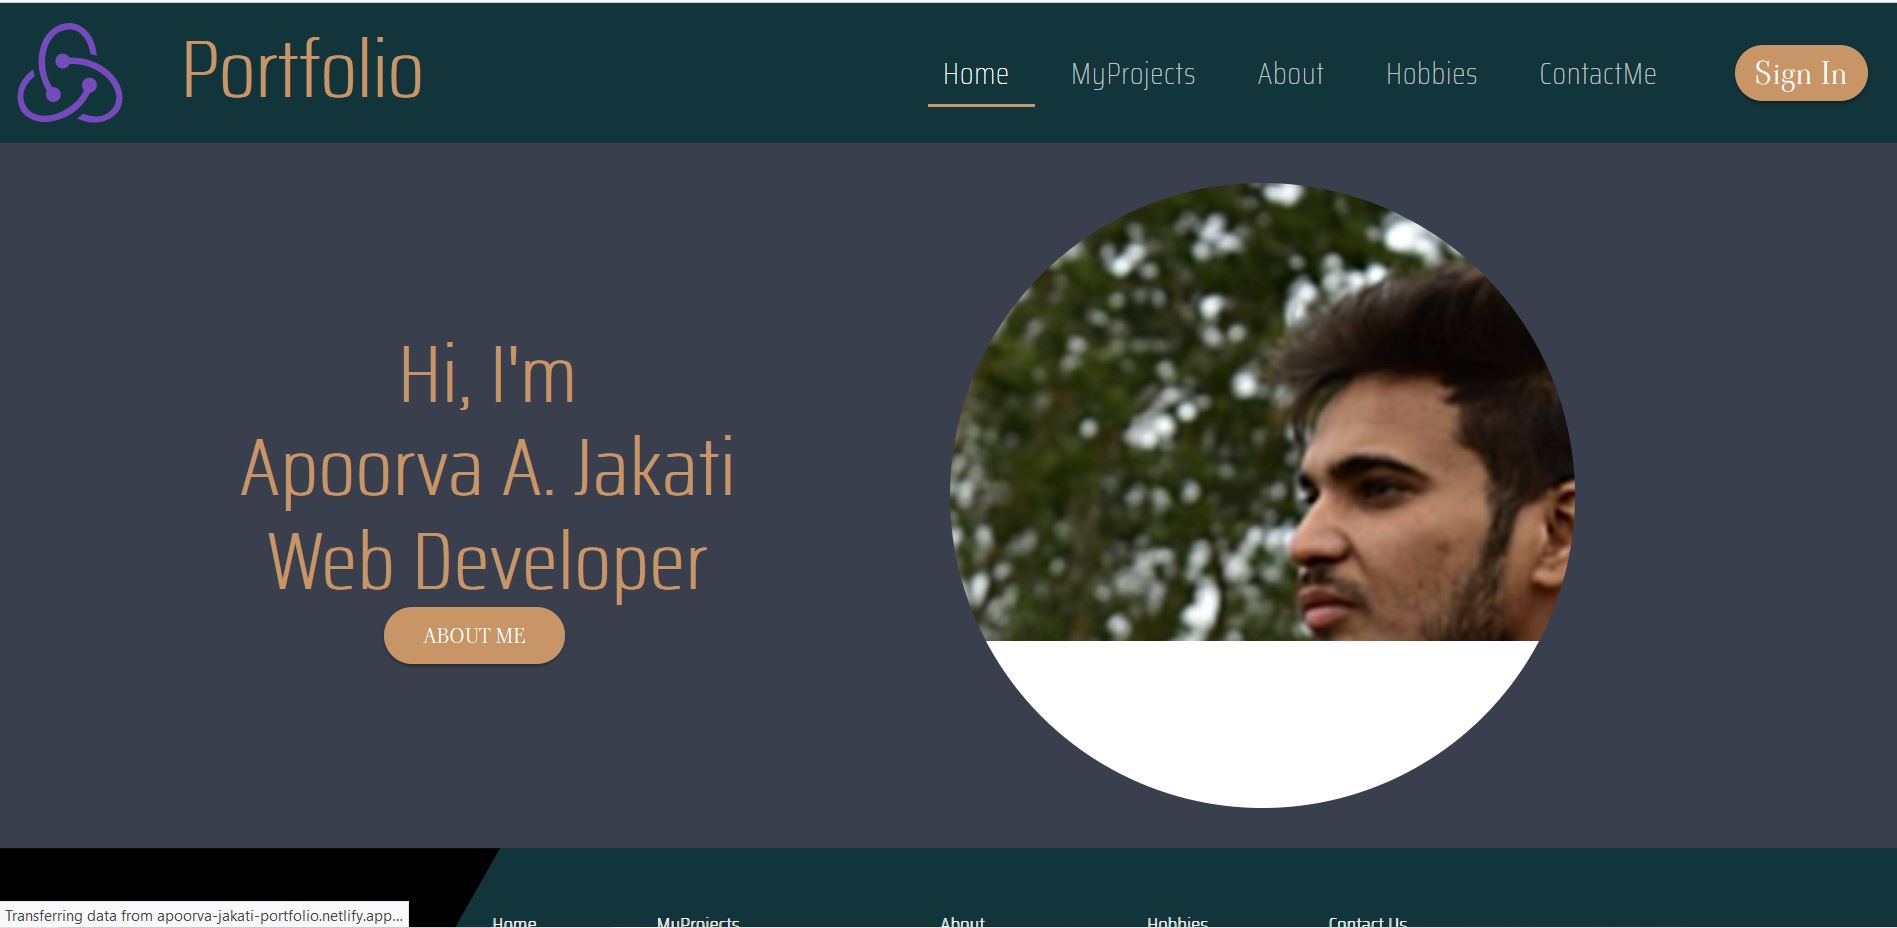 Portfolio
Home MyProjects About Hobbies ContactMe Sign In
Hi, I'm
Apoorva A. Jakati
Web Developer
ABOUT ME
Home MyProjects About Hobbies Contact Us
Transferring data from apoorva-jakati-portfolio.netlify.app...